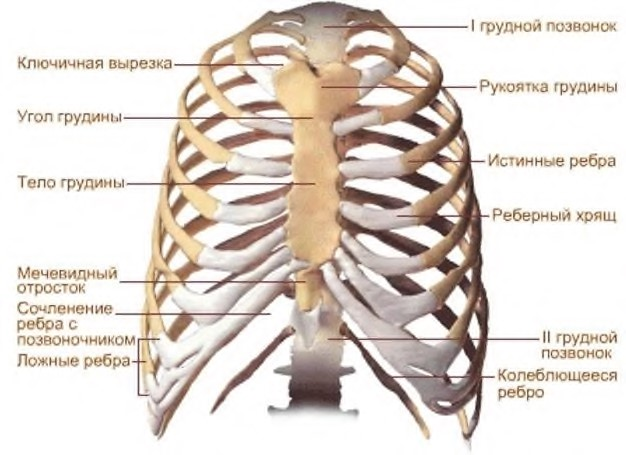 I грудной позвонок
Ключичная вырезка
Рукоятка грудины
Угол грудины
Истинные ребра
Тело грудины
Реберный хрящ
Мечевидный
отросток
Сочленение
ребра с
позвоночником
Ложные ребра
II грудной
позвонок
Колеблющееся
ребро